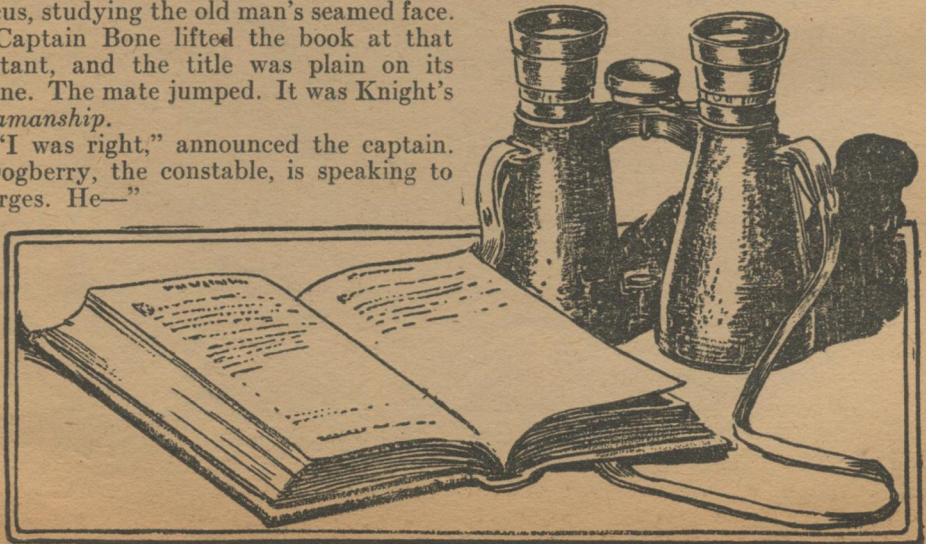 cus, studying the old man's seamed face.
Captain Bone lifted the book at that
tant, and the title was plain on its
ne. The mate jumped. It was Knight's
amanship.
"I was right," announced the captain.
ogberry, the constable, is speaking to
rges. He—"